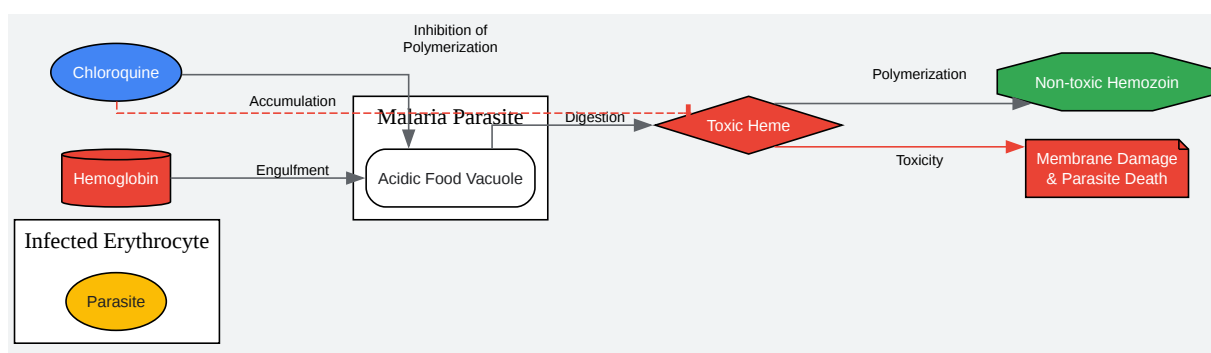 Inhibition of
Polymerization
Chloroquine
Accumulation
Polymerization
Non-toxic Hemozoin
Malaria Parasite
Digestion
Toxic Heme
Hemoglobin
Engulfment
Acidic Food Vacuole
Toxicity
Membrane Damage
& Parasite Death
Infected Erythrocyte
Parasite